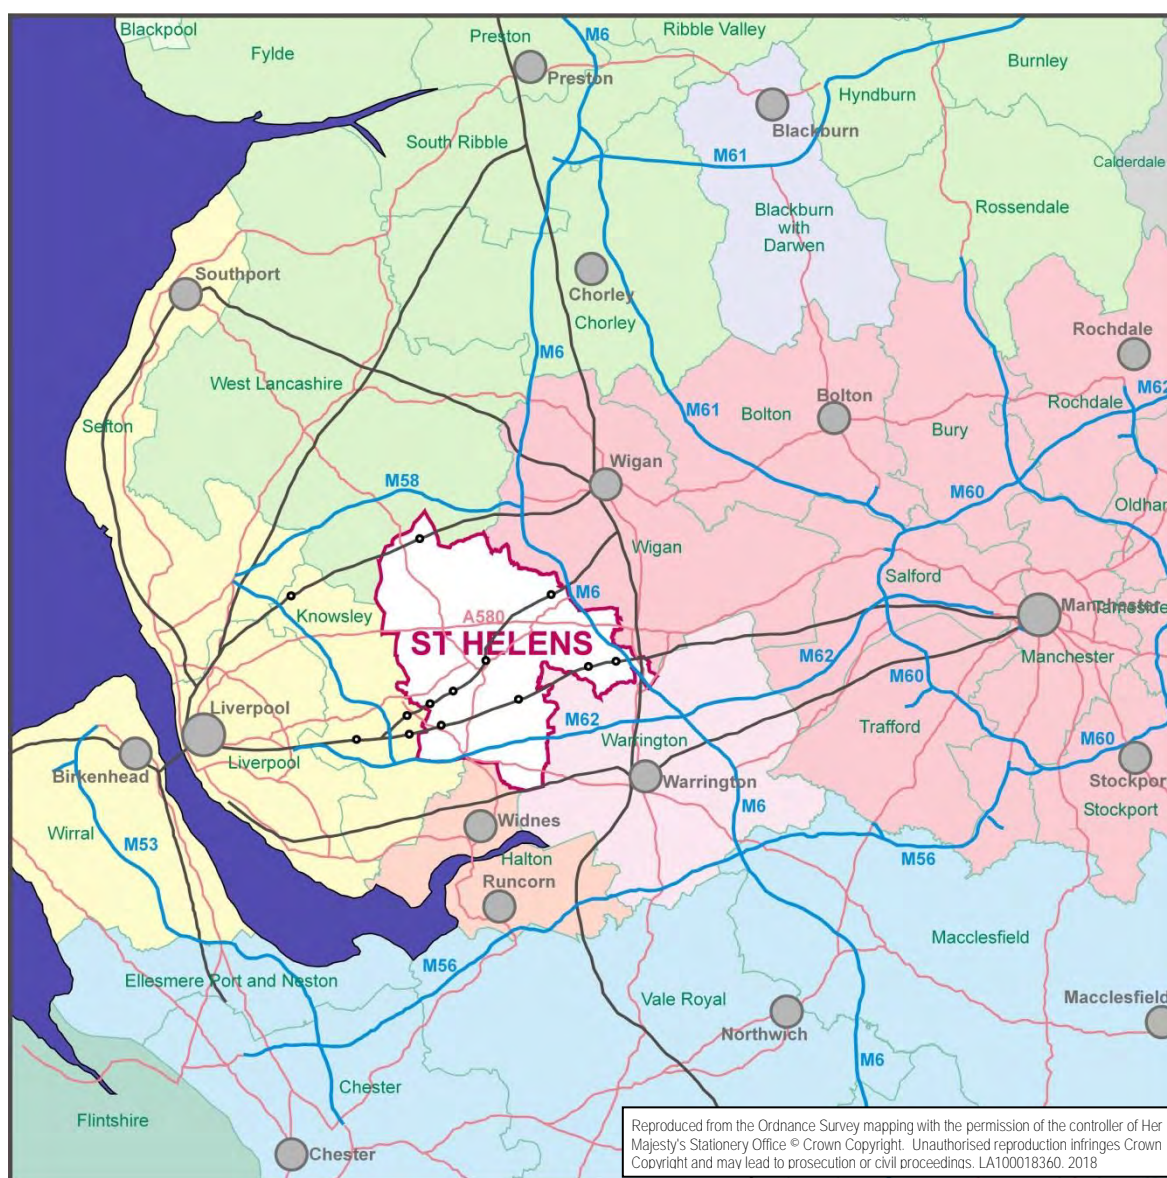 Blackpool
Fylde
Preston
M6
Ribble Valley
Burnley
Preston
Hyndburn
Blackburn
South Ribble
M61
Calderdale
Blackburn
with
Darwen
Rossendale
Southport
Chorley
Chorley
Rochdale
M6
West Lancashire
M61
Bolton
Bolton
Rochdale
M62
Sefton
Bury
Wigan
M58
M60
Oldham
Wigan
Salford
M6
Knowsley
A580
Manchester
Tameside
ST HELENS
M62
Manchester
M60
Liverpool
M62
Trafford
Warrington
M60
Birkenhead
Liverpool
Warrington
Stockport
M6
Stockport
Wirral
M53
Widnes
Halton
M56
Runcorn
Macclesfield
M56
Ellesmere Port and Neston
Vale Royal
Macclesfield
Northwich
M6
Chester
Flintshire
Chester
Reproduced from the Ordnance Survey mapping with the permission of the controller of Her
Majesty's Stationery Office © Crown Copyright. Unauthorised reproduction infringes Crown
Copyright and may lead to prosecution or civil proceedings. LA100018360. 2018